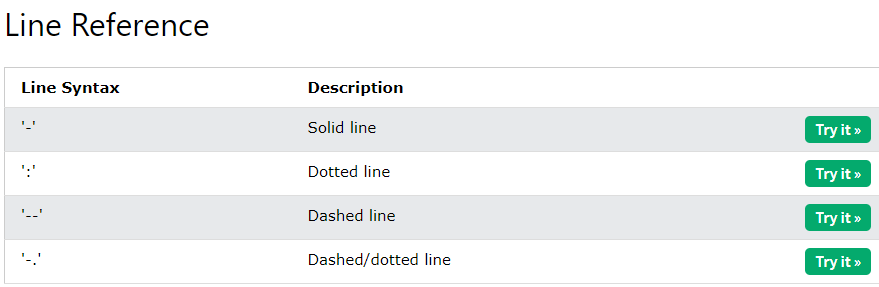 Line Reference
Line Syntax Description
'-' Solid line Try it »
':' Dotted line Try it »
'--' Dashed line Try it »
'-.' Dashed/dotted line Try it »